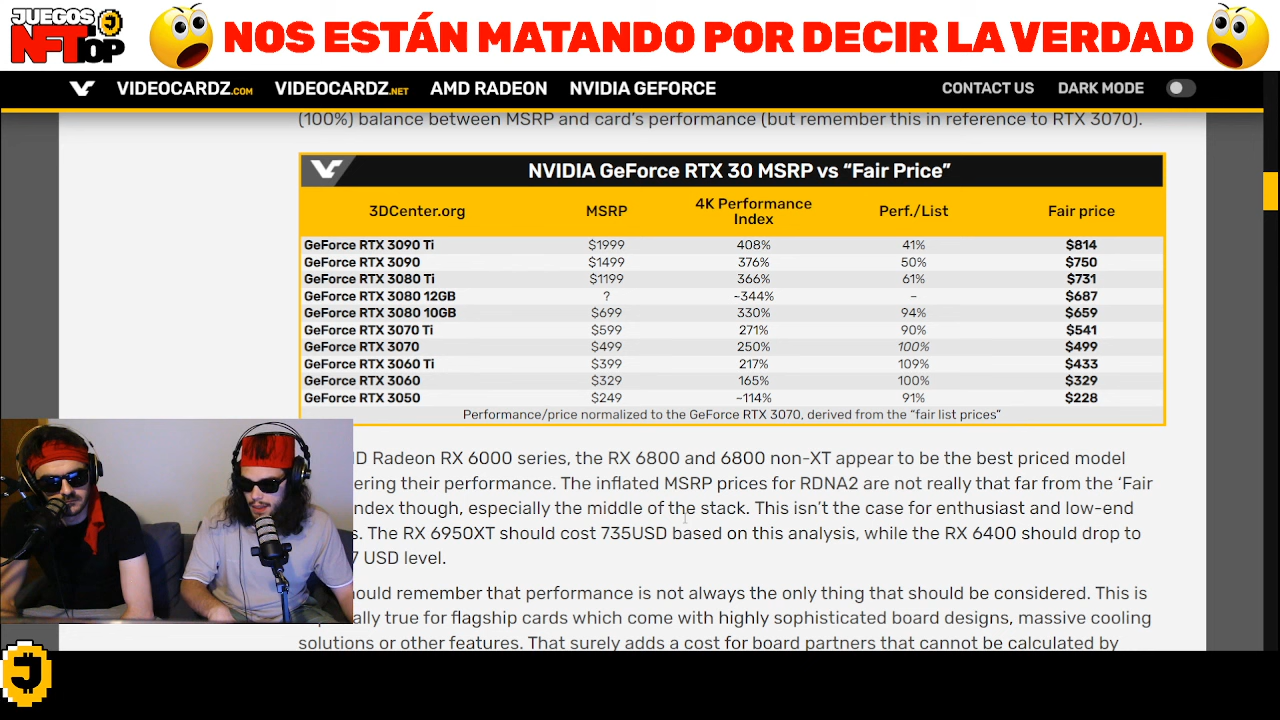 JUEGOS
NFT TOP
NOS ESTÁN MATANDO POR DECIR LA VERDAD
VIDEOCARDZ.COM VIDEOCARDZ.NET AMD RADEON NVIDIA GEFORCE CONTACT US DARK MODE
(100%) balance between MSRP and card's performance (but remember this in reference to RTX 3070).
NVIDIA GeForce RTX 30 MSRP vs “Fair Price”
3DCenter.org MSRP 4K Performance Index Perf./List Fair price
GeForce RTX 3090 Ti $1999 408% 41% $814
GeForce RTX 3090 $1499 376% 50% $750
GeForce RTX 3080 Ti $1199 366% 61% $731
GeForce RTX 3080 12GB ? ~344% – $687
GeForce RTX 3080 10GB $699 330% 94% $659
GeForce RTX 3070 Ti $599 271% 90% $541
GeForce RTX 3070 $499 250% 100% $499
GeForce RTX 3060 Ti $399 217% 109% $433
GeForce RTX 3060 $329 165% 100% $329
GeForce RTX 3050 $249 ~114% 91% $228
Performance/price normalized to the GeForce RTX 3070, derived from the “fair list prices”
D Radeon RX 6000 series, the RX 6800 and 6800 non-XT appear to be the best priced model
ering their performance. The inflated MSRP prices for RDNA2 are not really that far from the ‘Fair
ndex though, especially the middle of the stack. This isn't the case for enthusiast and low-end
s. The RX 6950XT should cost 735USD based on this analysis, while the RX 6400 should drop to
7 USD level.
ould remember that performance is not always the only thing that should be considered. This is
ally true for flagship cards which come with highly sophisticated board designs, massive cooling
solutions or other features. That surely adds a cost for board partners that cannot be calculated by